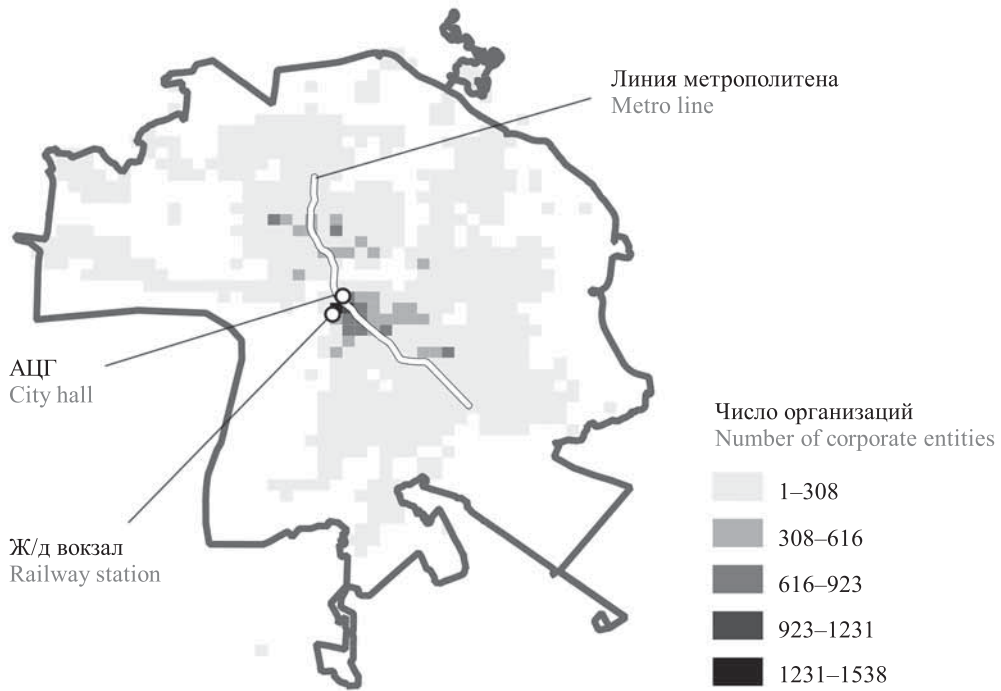 Линия метрополитена
Metro line
АЦГ
City hall
Ж/д вокзал
Railway station
Число организаций
Number of corporate entities
1–308
308–616
616–923
923–1231
1231–1538